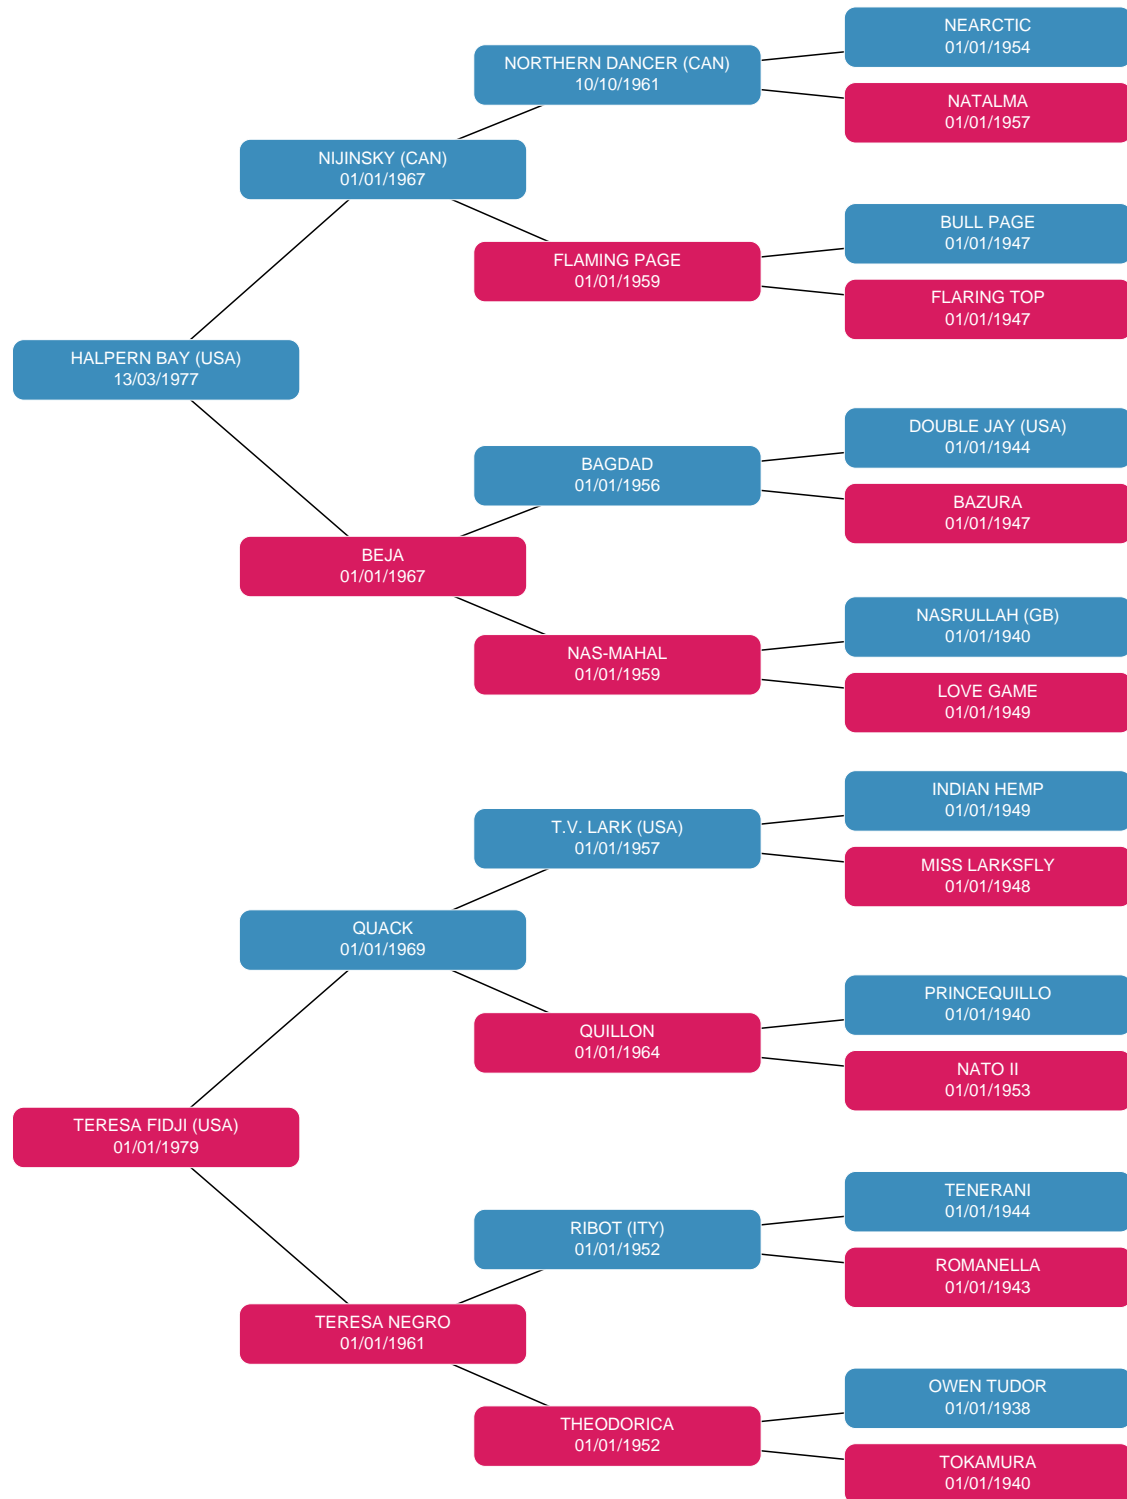 NEARCTIC
01/01/1954
NORTHERN DANCER (CAN)
10/10/1961
NATALMA
01/01/1957
NIJINSKY (CAN)
01/01/1967
BULL PAGE
01/01/1947
FLAMING PAGE
01/01/1959
FLARING TOP
01/01/1947
HALPERN BAY (USA)
13/03/1977
DOUBLE JAY (USA)
01/01/1944
BAGDAD
01/01/1956
BAZURA
01/01/1947
BEJA
01/01/1967
NASRULLAH (GB)
01/01/1940
NAS-MAHAL
01/01/1959
LOVE GAME
01/01/1949
INDIAN HEMP
01/01/1949
T.V. LARK (USA)
01/01/1957
MISS LARKSFLY
01/01/1948
QUACK
01/01/1969
PRINCEQUILLO
01/01/1940
QUILLON
01/01/1964
NATO II
01/01/1953
TERESA FIDJI (USA)
01/01/1979
TENERANI
01/01/1944
RIBOT (ITY)
01/01/1952
ROMANELLA
01/01/1943
TERESA NEGRO
01/01/1961
OWEN TUDOR
01/01/1938
THEODORICA
01/01/1952
TOKAMURA
01/01/1940